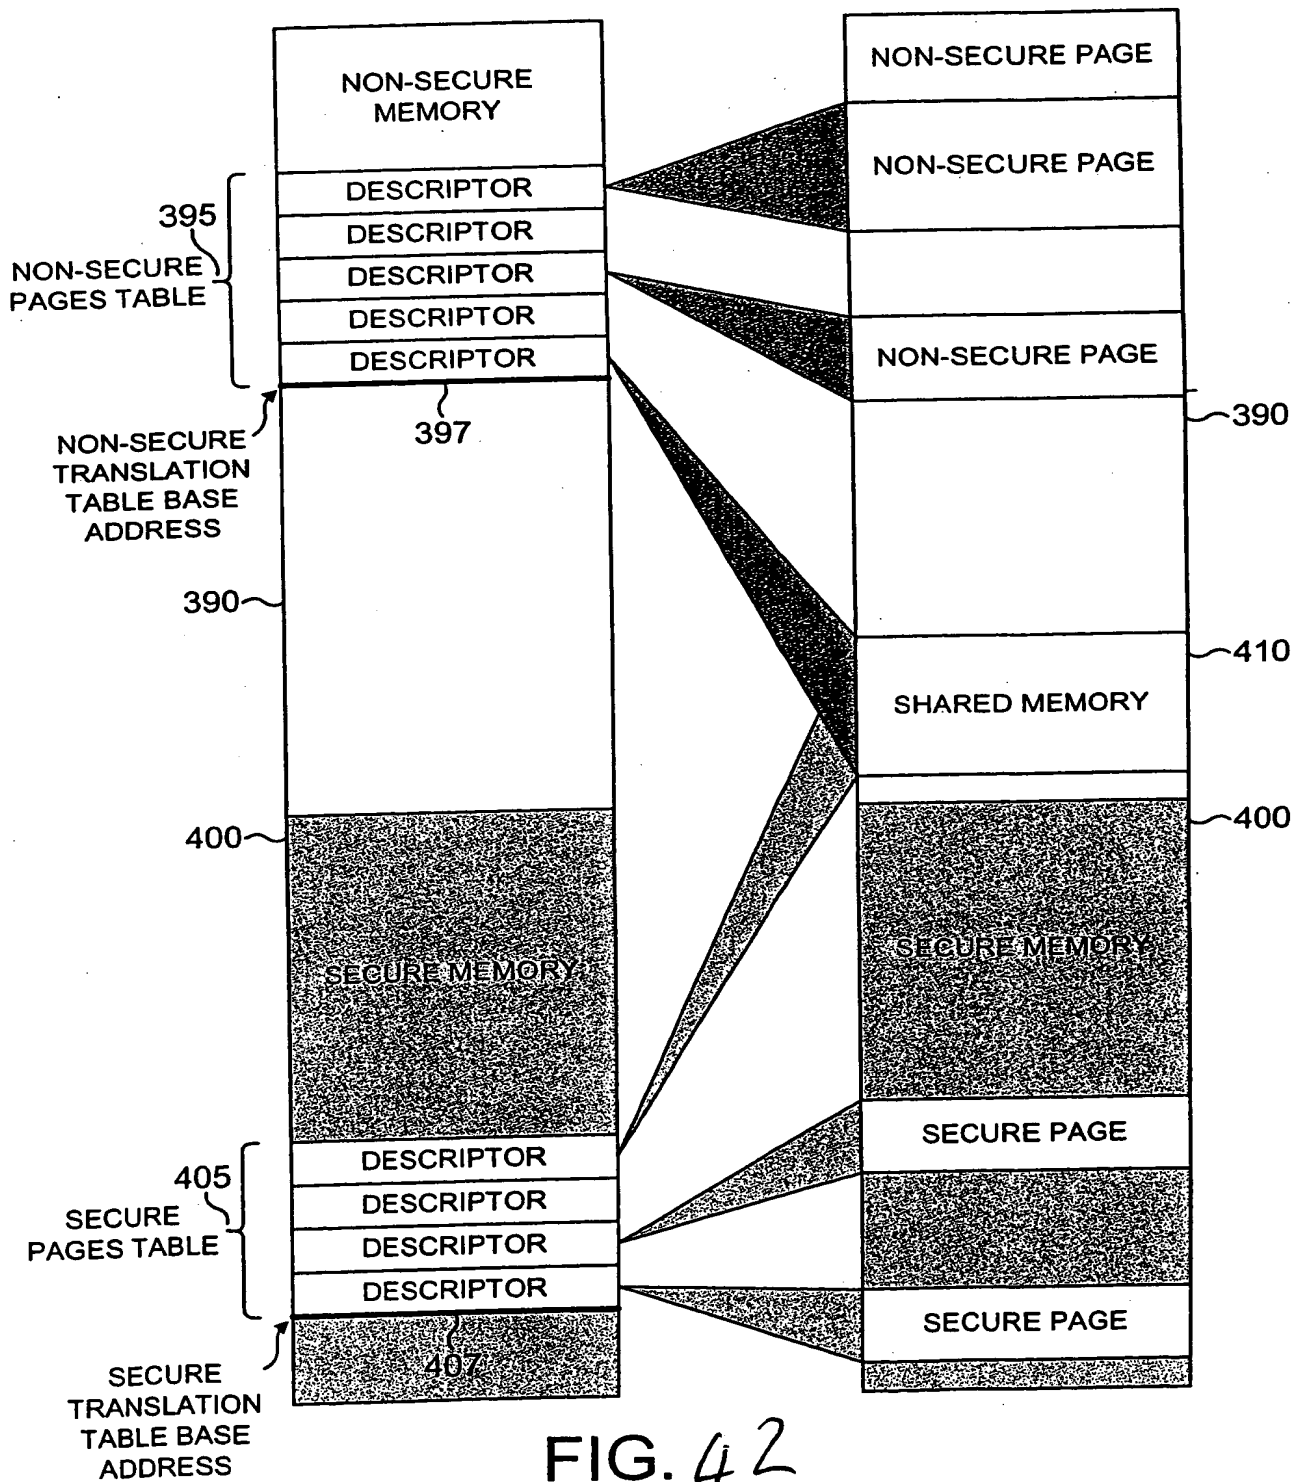 NON-SECURE
MEMORY
DESCRIPTOR
DESCRIPTOR
DESCRIPTOR
DESCRIPTOR
DESCRIPTOR
395
NON-SECURE
PAGES TABLE
397
NON-SECURE
TRANSLATION
TABLE BASE
ADDRESS
390
400
SECURE MEMORY
DESCRIPTOR
DESCRIPTOR
DESCRIPTOR
DESCRIPTOR
405
SECURE
PAGES TABLE
407
SECURE
TRANSLATION
TABLE BASE
ADDRESS
NON-SECURE PAGE
NON-SECURE PAGE
NON-SECURE PAGE
390
410
SHARED MEMORY
400
SECURE MEMORY
SECURE PAGE
SECURE PAGE
FIG. 42